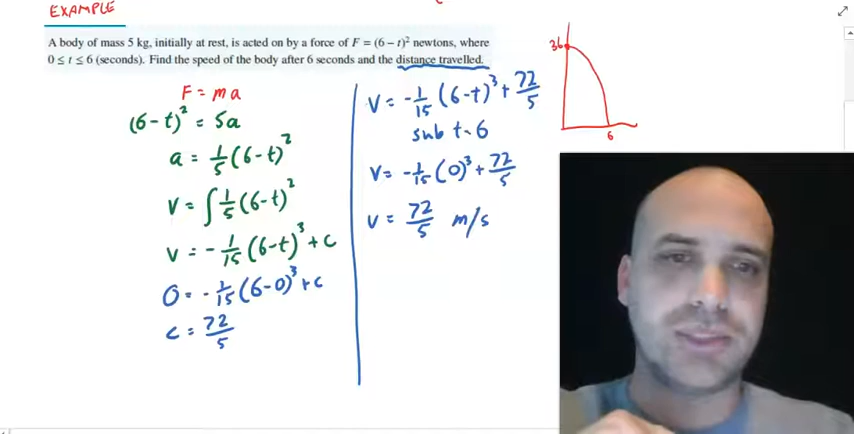 EXAMPLE
A body of mass 5 kg, initially at rest, is acted on by a force of F = (6 – t)² newtons, where
0 ≤ t ≤ 6 (seconds). Find the speed of the body after 6 seconds and the distance travelled.
F = ma
(6-t)² = 5a
a = 1/5 (6-t)²
v = ∫ 1/5 (6-t)²
v = -1/15 (6-t)³ + c
0 = -1/15 (6-0)³ + c
c = 72/5
v = -1/15 (6-t)³ + 72/5
sub t=6
v = -1/15 (0)³ + 72/5
v = 72/5 m/s
36
6